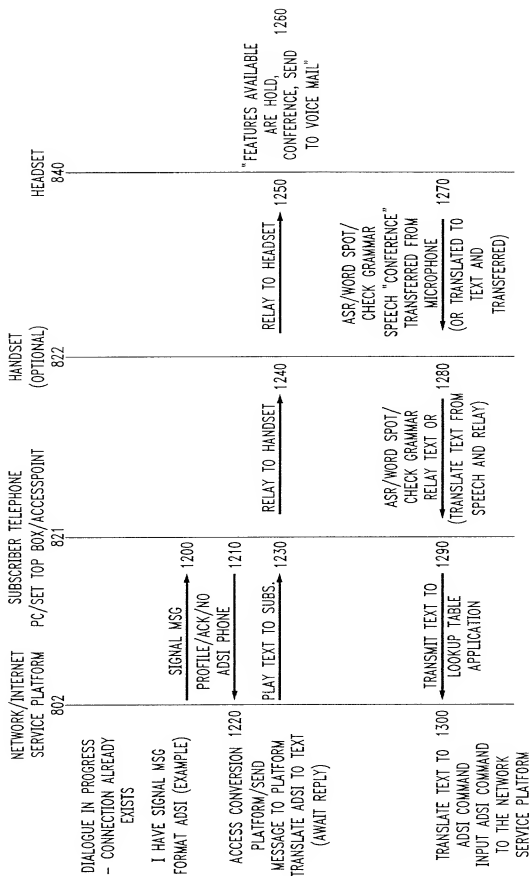 NETWORK/INTERNET
SERVICE PLATFORM
802
SUBSCRIBER TELEPHONE
PC/SET TOP BOX/ACCESSPOINT
821
HANDSET
(OPTIONAL)
822
HEADSET
840
DIALOGUE IN PROGRESS
– CONNECTION ALREADY
EXISTS
I HAVE SIGNAL MSG
FORMAT ADSI (EXAMPLE)
SIGNAL MSG
1200
PROFILE/ACK/NO
ADSI PHONE
1210
ACCESS CONVERSION
PLATFORM/SEND
MESSAGE TO PLATFORM
TRANSLATE ADSI TO TEXT
(AWAIT REPLY)
1220
PLAY TEXT TO SUBS.
1230
RELAY TO HANDSET
1240
RELAY TO HEADSET
1250
"FEATURES AVAILABLE
ARE HOLD,
CONFERENCE, SEND
TO VOICE MAIL"
1260
ASR/WORD SPOT/
CHECK GRAMMAR
SPEECH "CONFERENCE"
TRANSFERRED FROM
MICROPHONE
(OR TRANSLATED TO
TEXT AND
TRANSFERRED)
1270
ASR/WORD SPOT/
CHECK GRAMMAR
RELAY TEXT OR
(TRANSLATE TEXT FROM
SPEECH AND RELAY)
1280
TRANSMIT TEXT TO
LOOKUP TABLE
APPLICATION
1290
TRANSLATE TEXT TO
ADSI COMMAND
INPUT ADSI COMMAND
TO THE NETWORK
SERVICE PLATFORM
1300